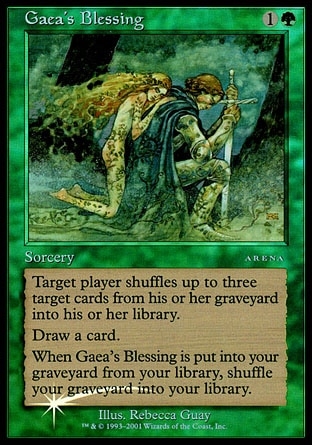 Gaea's Blessing 1
Sorcery ARENA
Target player shuffles up to three
target cards from his or her graveyard
into his or her library.
Draw a card.
When Gaea's Blessing is put into your
graveyard from your library, shuffle
your graveyard into your library.
Illus. Rebecca Guay
™ & © 1993–2001 Wizards of the Coast, Inc.